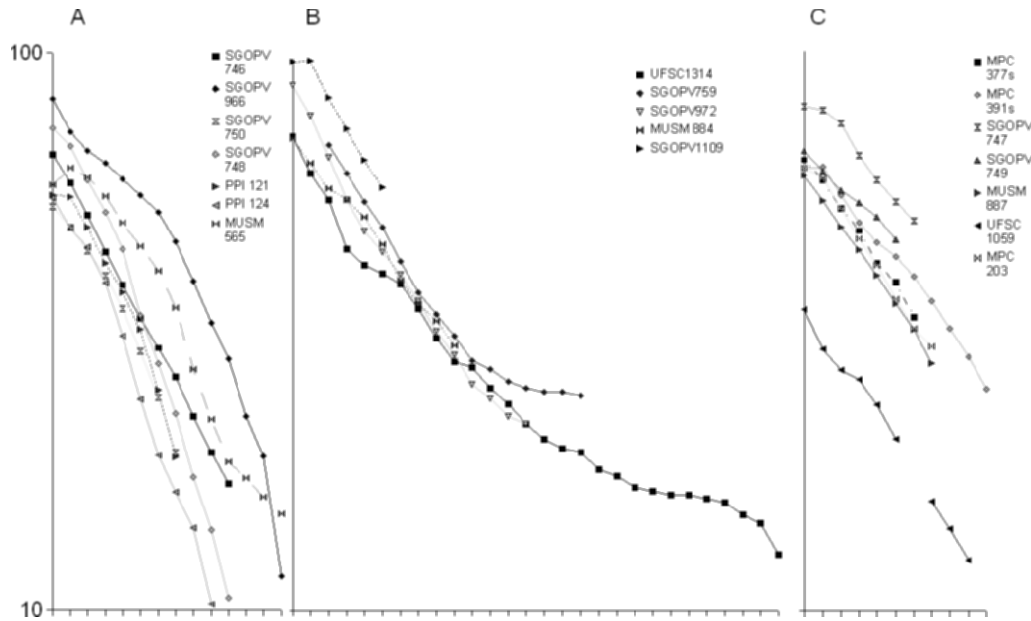 A
B
C
100
10
SGOPV
746
SGOPV
966
SGOPV
750
SGOPV
748
PPI 121
PPI 124
MUSM
565
UFSC1314
SGOPV759
SGOPV972
MUSM 884
SGOPV1109
MPC
377s
MPC
391s
SGOPV
747
SGOPV
749
MUSM
887
UFSC
1059
MPC
203